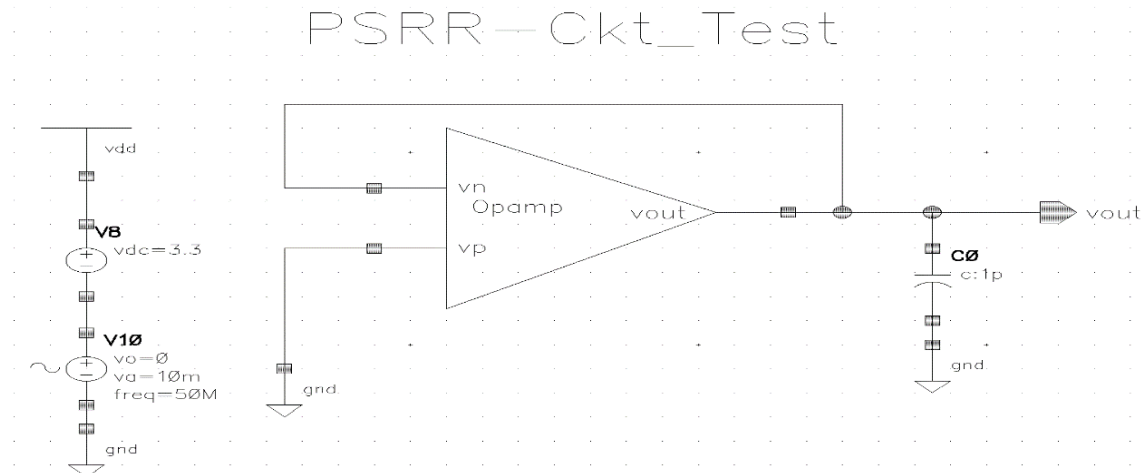 PSRR-Ckt_Test
vdd
V8
vdc=3.3
V10
vo=0
va=10m
freq=50M
gnd
vn
Opamp
vout
vp
gnd
vout
C0
c:1p
gnd